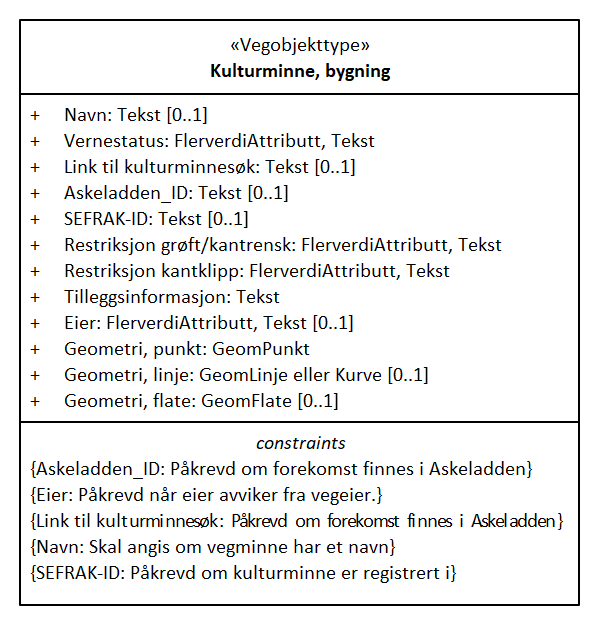 «Vegobjekttype»
Kulturminne, bygning
+ Navn: Tekst [0..1]
+ Vernestatus: FlerverdiAttributt, Tekst
+ Link til kulturminnesøk: Tekst [0..1]
+ Askeladden_ID: Tekst [0..1]
+ SEFRAK-ID: Tekst [0..1]
+ Restriksjon grøft/kantrensk: FlerverdiAttributt, Tekst
+ Restriksjon kantklipp: FlerverdiAttributt, Tekst
+ Tilleggsinformasjon: Tekst
+ Eier: FlerverdiAttributt, Tekst [0..1]
+ Geometri, punkt: GeomPunkt
+ Geometri, linje: GeomLinje eller Kurve [0..1]
+ Geometri, flate: GeomFlate [0..1]
constraints
{Askeladden_ID: Påkrevd om forekomst finnes i Askeladden}
{Eier: Påkrevd når eier avviker fra vegeier.}
{Link til kulturminnesøk: Påkrevd om forekomst finnes i Askeladden}
{Navn: Skal angis om vegminne har et navn}
{SEFRAK-ID: Påkrevd om kulturminne er registrert i}